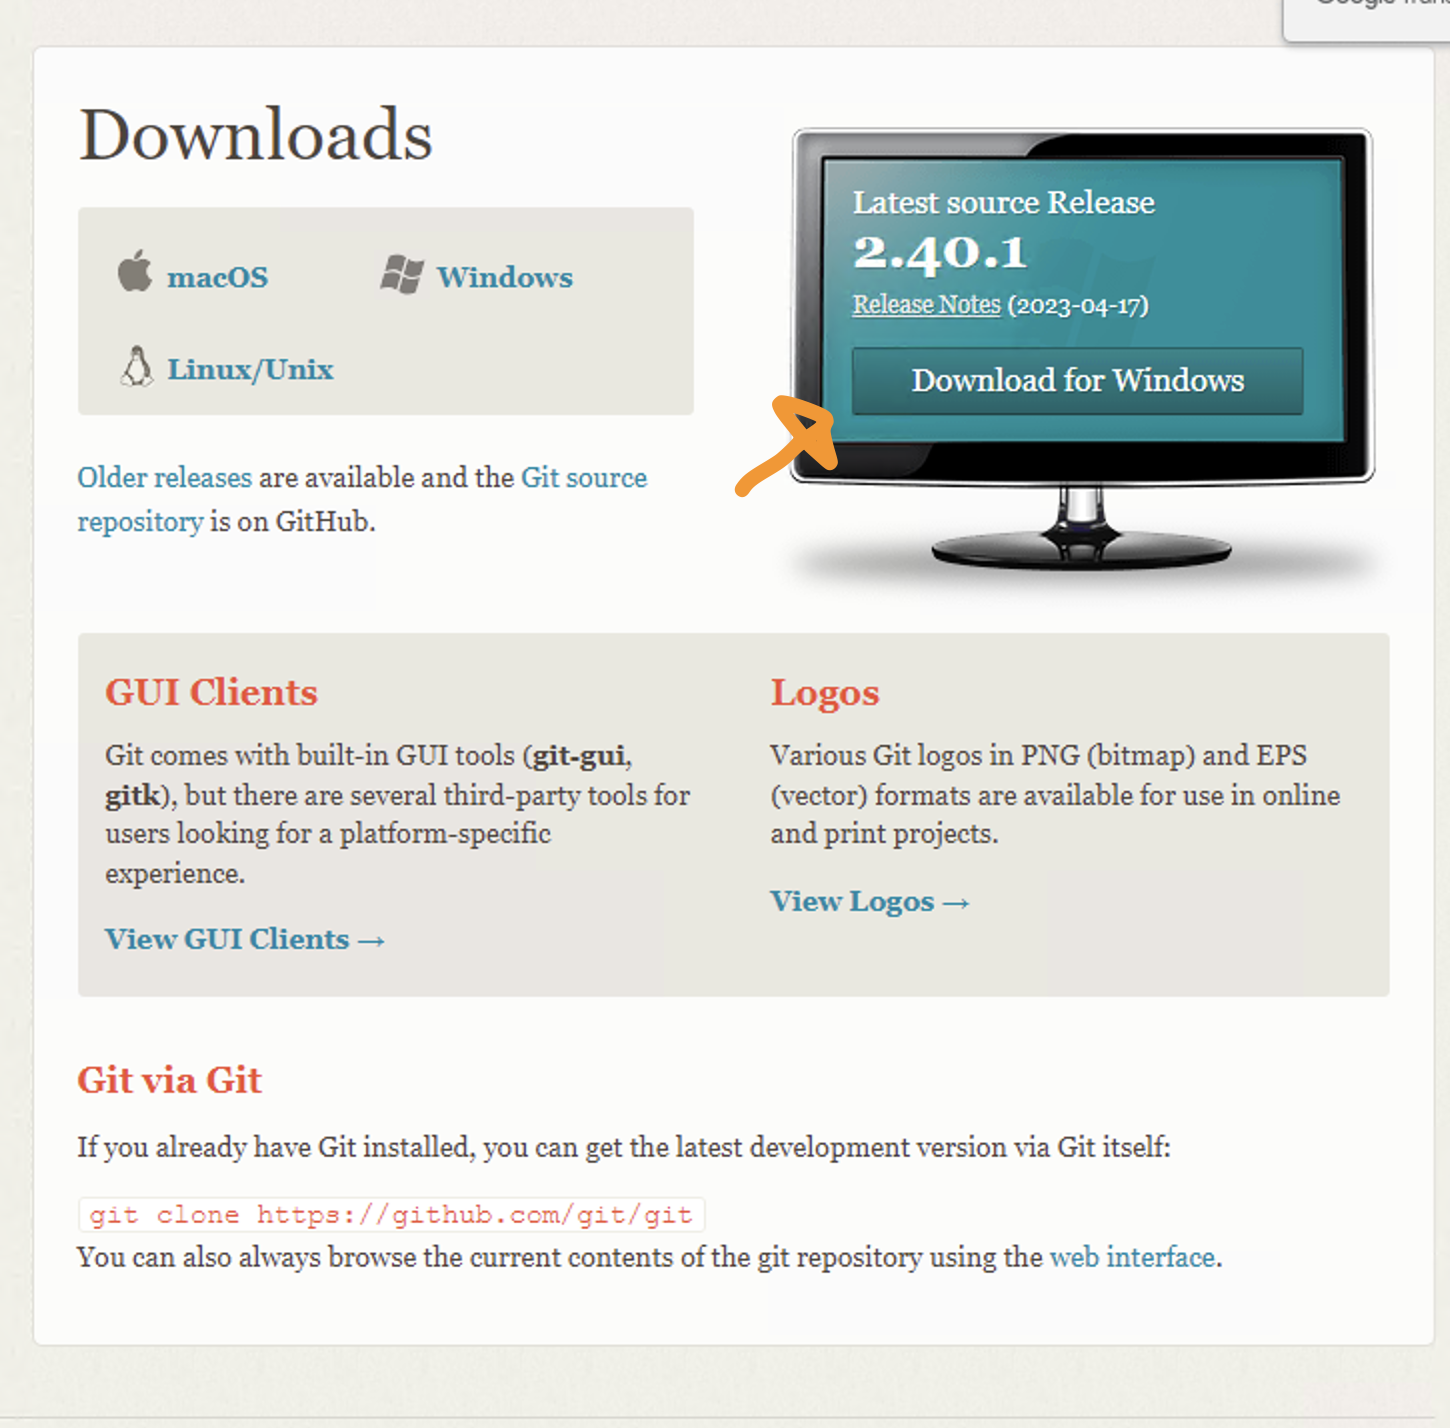 Downloads
macOS
Windows
Linux/Unix
Older releases are available and the Git source
repository is on GitHub.
Latest source Release
2.40.1
Release Notes (2023-04-17)
Download for Windows
GUI Clients
Git comes with built-in GUI tools (git-gui,
gitk), but there are several third-party tools for
users looking for a platform-specific
experience.
View GUI Clients →
Logos
Various Git logos in PNG (bitmap) and EPS
(vector) formats are available for use in online
and print projects.
View Logos →
Git via Git
If you already have Git installed, you can get the latest development version via Git itself:
git clone https://github.com/git/git
You can also always browse the current contents of the git repository using the web interface.